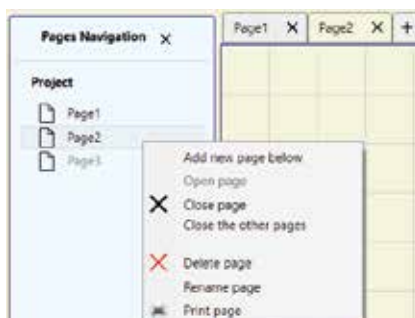 Pages Navigation X
Page1 X Page2 X +
Project
Page1
Page2
Page3
Add new page below
Open page
Close page
Close the other pages
Delete page
Rename page
Print page